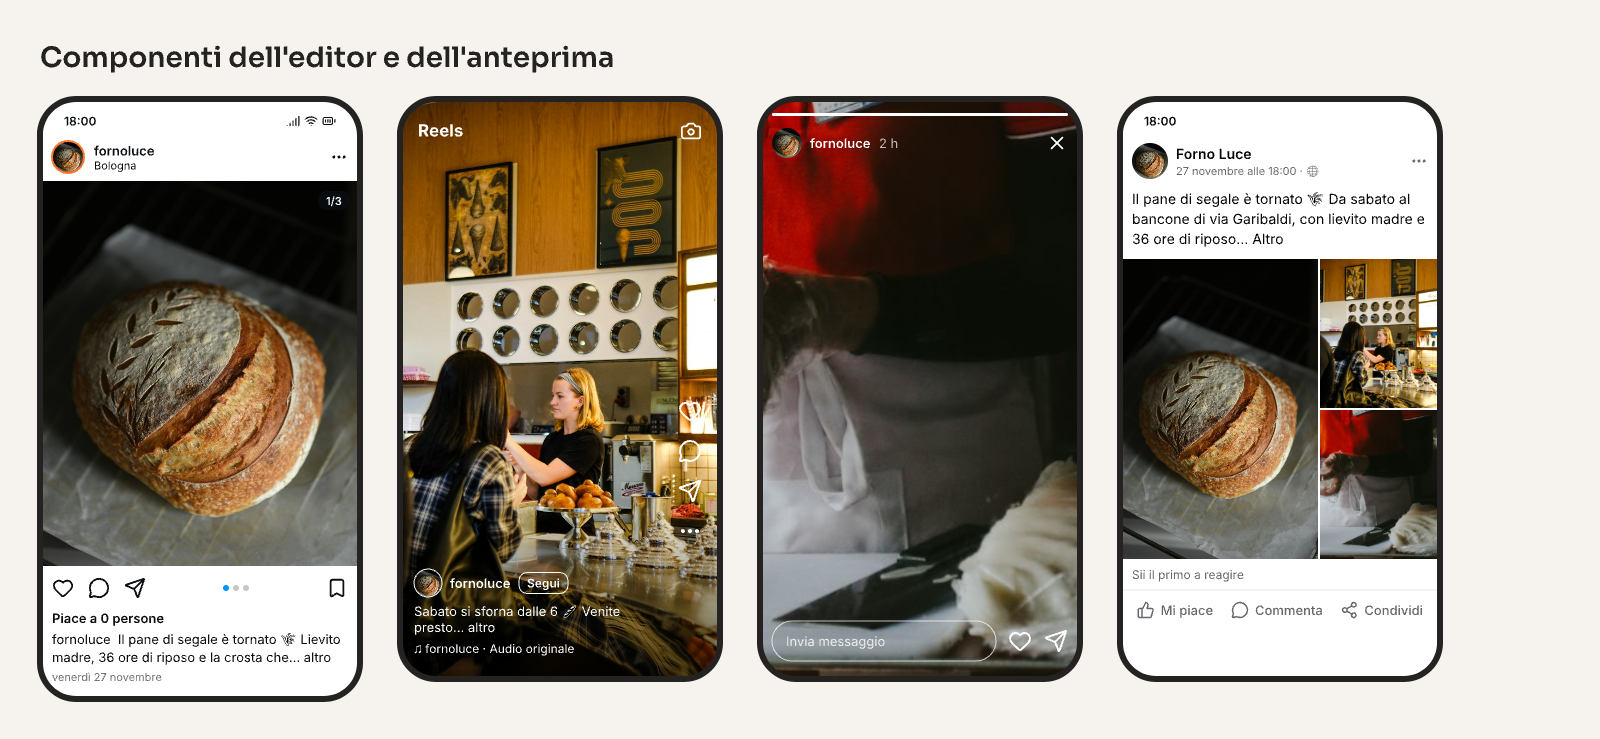 Componenti dell'editor e dell'anteprima
18:00
fornoluce
Bologna
1/3
Piace a 0 persone
fornoluce Il pane di segale è tornato 🌾 Lievito
madre, 36 ore di riposo e la crosta che... altro
venerdì 27 novembre
Reels
fornoluce Segui
Sabato si sforna dalle 6 🥖 Venite
presto... altro
♫ fornoluce · Audio originale
fornoluce 2 h
Invia messaggio
18:00
Forno Luce
27 novembre alle 18:00 ·
Il pane di segale è tornato 🌾 Da sabato al
bancone di via Garibaldi, con lievito madre e
36 ore di riposo... Altro
Sii il primo a reagire
Mi piace
Commenta
Condividi